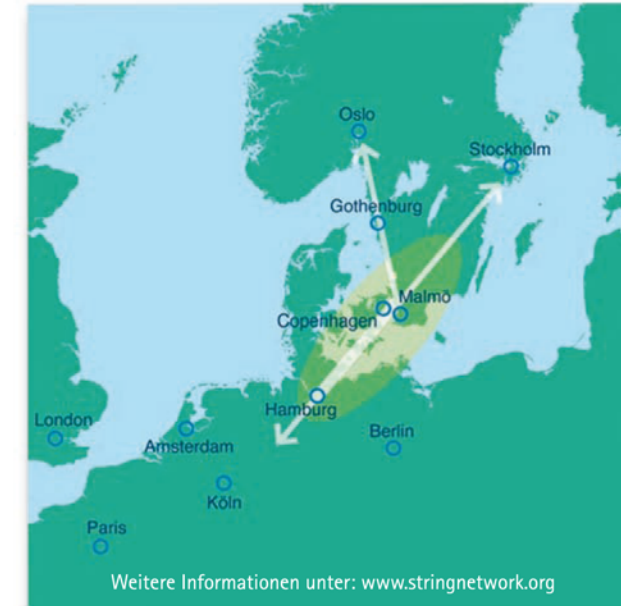 Oslo
Stockholm
Gothenburg
Malmö
Copenhagen
Hamburg
London
Amsterdam
Berlin
Köln
Paris
Weitere Informationen unter: www.stringnetwork.org